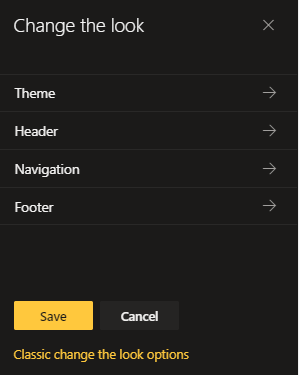 Change the look
Theme
Header
Navigation
Footer
Save
Cancel
Classic change the look options